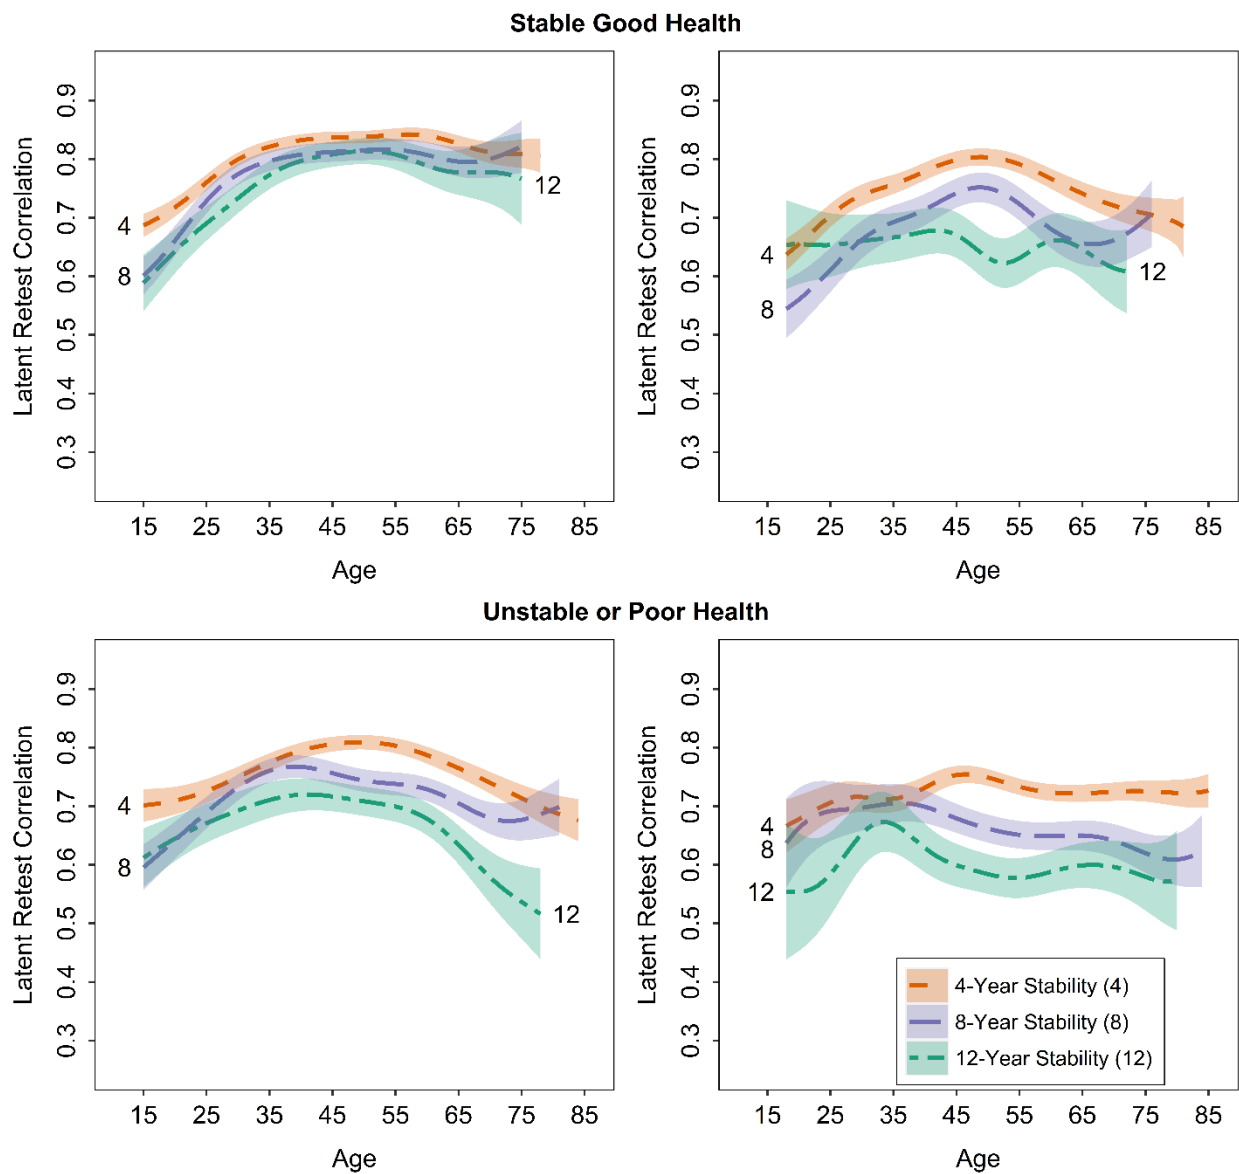 Stable Good Health
Latent Retest Correlation
0.9
0.8
0.7
0.6
0.5
0.4
0.3
4
8
12
15 25 35 45 55 65 75 85
Age
Latent Retest Correlation
0.9
0.8
0.7
0.6
0.5
0.4
0.3
4
8
12
15 25 35 45 55 65 75 85
Age
Unstable or Poor Health
Latent Retest Correlation
0.9
0.8
0.7
0.6
0.5
0.4
0.3
4
8
12
15 25 35 45 55 65 75 85
Age
Latent Retest Correlation
0.9
0.8
0.7
0.6
0.5
0.4
0.3
4
8
12
4-Year Stability (4)
8-Year Stability (8)
12-Year Stability (12)
15 25 35 45 55 65 75 85
Age